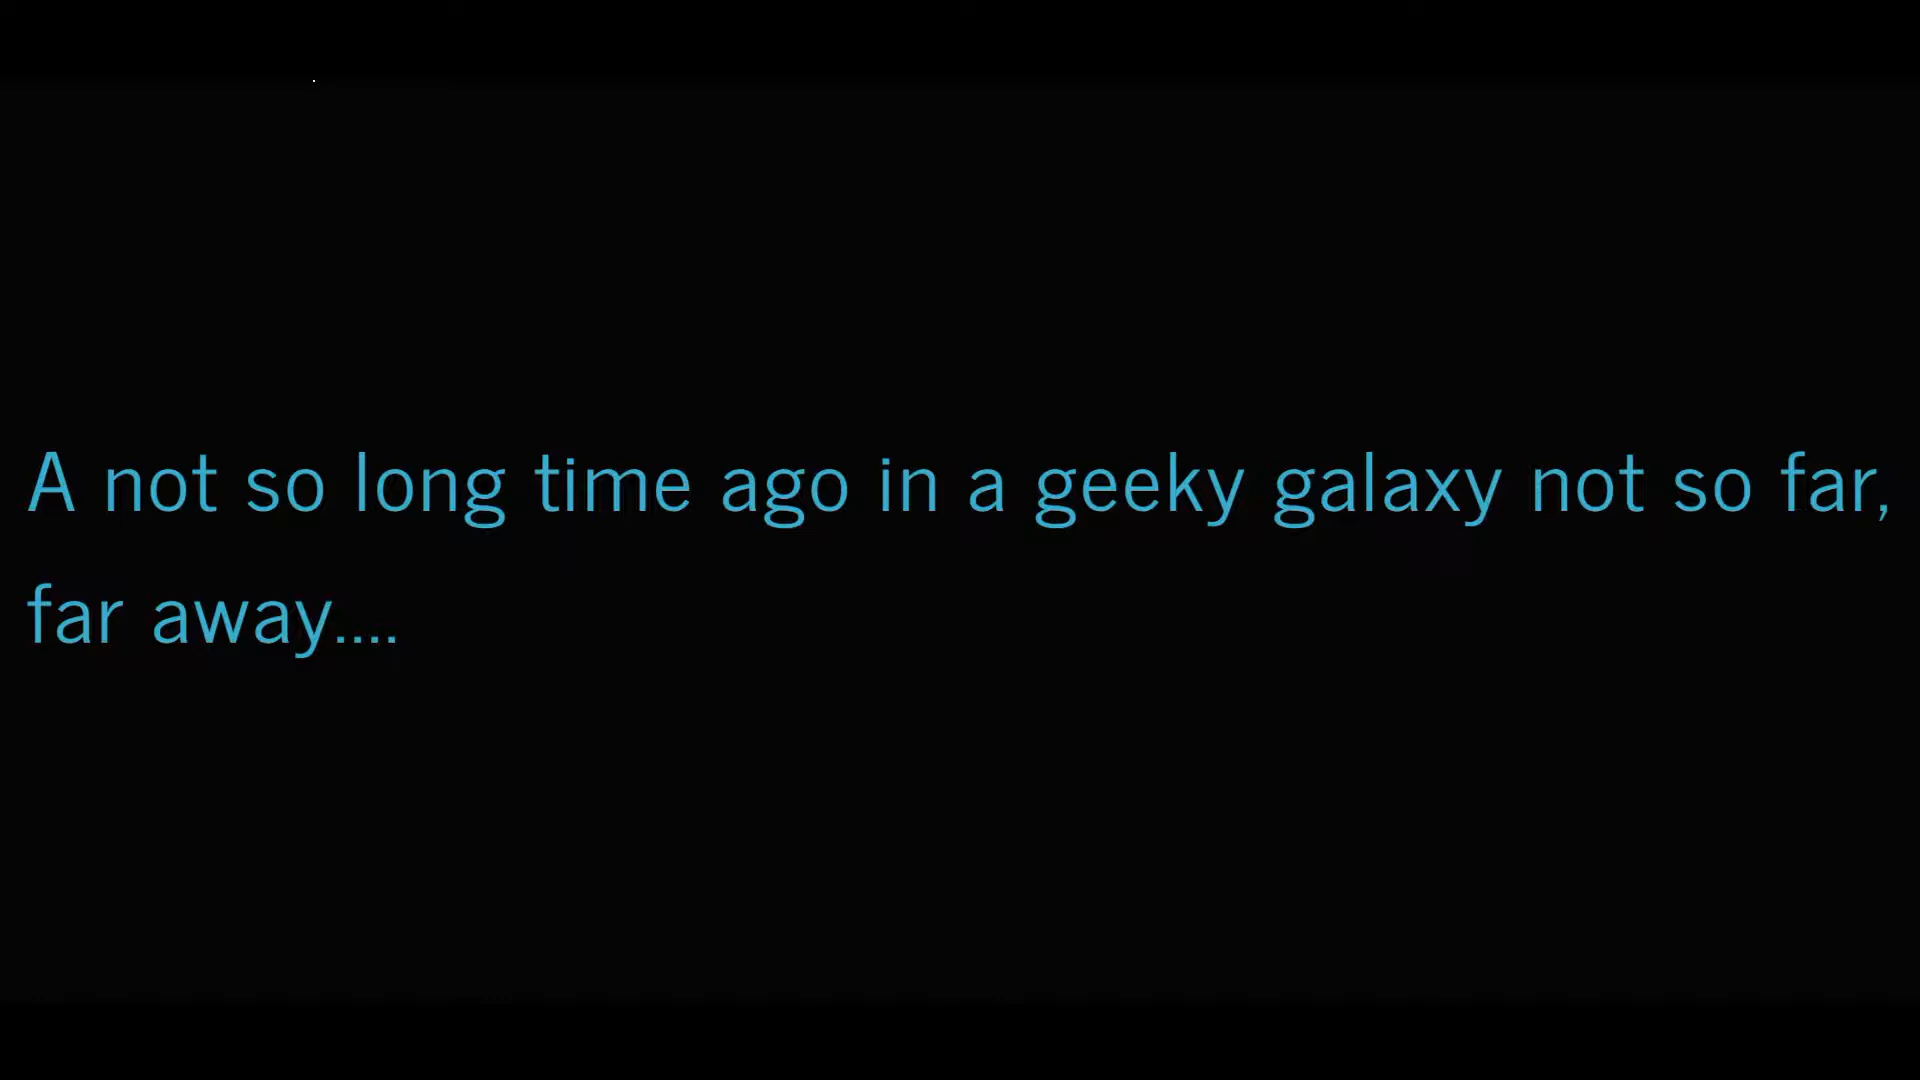 A not so long time ago in a geeky galaxy not so far,
far away....